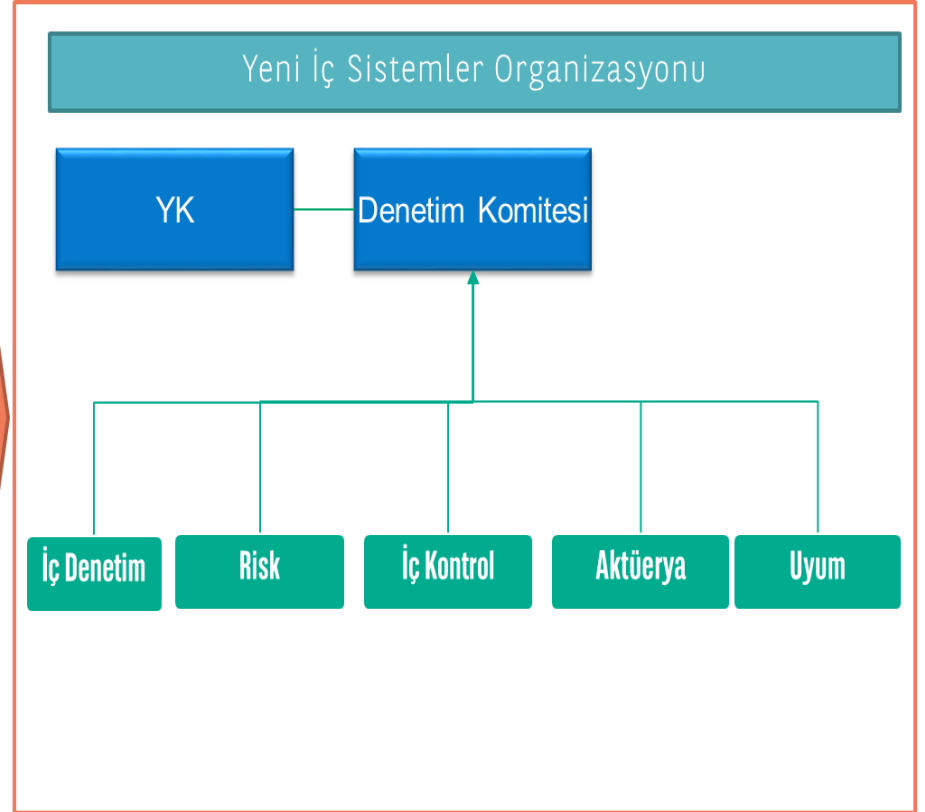 Yeni İç Sistemler Organizasyonu
YK
Denetim Komitesi
İç Denetim
Risk
İç Kontrol
Aktüerya
Uyum